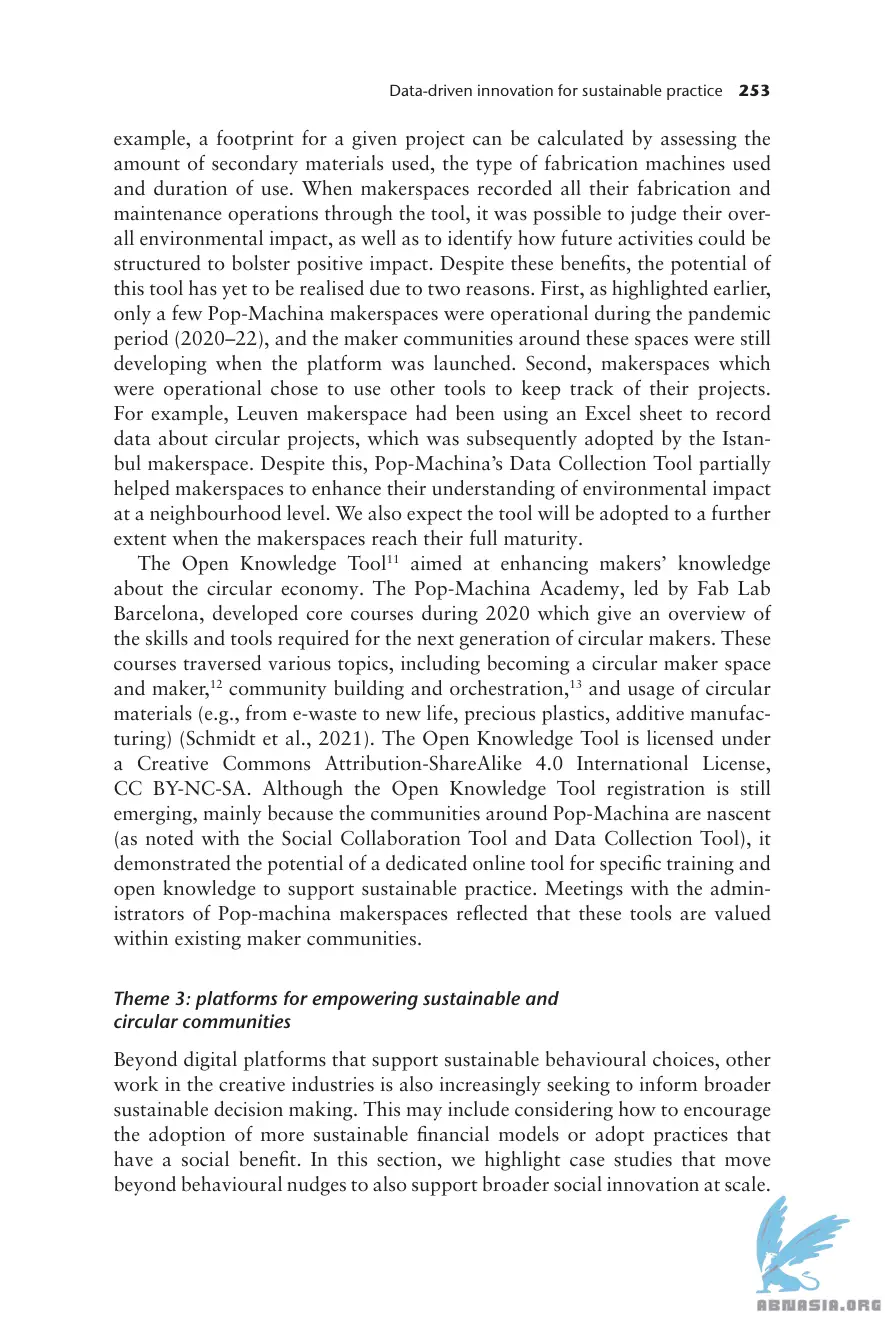 Data-driven innovation for sustainable practice 253
example, a footprint for a given project can be calculated by assessing the
amount of secondary materials used, the type of fabrication machines used
and duration of use. When makerspaces recorded all their fabrication and
maintenance operations through the tool, it was possible to judge their over-
all environmental impact, as well as to identify how future activities could be
structured to bolster positive impact. Despite these benefits, the potential of
this tool has yet to be realised due to two reasons. First, as highlighted earlier,
only a few Pop-Machina makerspaces were operational during the pandemic
period (2020–22), and the maker communities around these spaces were still
developing when the platform was launched. Second, makerspaces which
were operational chose to use other tools to keep track of their projects.
For example, Leuven makerspace had been using an Excel sheet to record
data about circular projects, which was subsequently adopted by the Istan-
bul makerspace. Despite this, Pop-Machina’s Data Collection Tool partially
helped makerspaces to enhance their understanding of environmental impact
at a neighbourhood level. We also expect the tool will be adopted to a further
extent when the makerspaces reach their full maturity.
The Open Knowledge Tool¹¹ aimed at enhancing makers’ knowledge
about the circular economy. The Pop-Machina Academy, led by Fab Lab
Barcelona, developed core courses during 2020 which give an overview of
the skills and tools required for the next generation of circular makers. These
courses traversed various topics, including becoming a circular maker space
and maker,¹² community building and orchestration,¹³ and usage of circular
materials (e.g., from e-waste to new life, precious plastics, additive manufac-
turing) (Schmidt et al., 2021). The Open Knowledge Tool is licensed under
a Creative Commons Attribution-ShareAlike 4.0 International License,
CC BY-NC-SA. Although the Open Knowledge Tool registration is still
emerging, mainly because the communities around Pop-Machina are nascent
(as noted with the Social Collaboration Tool and Data Collection Tool), it
demonstrated the potential of a dedicated online tool for specific training and
open knowledge to support sustainable practice. Meetings with the admin-
istrators of Pop-machina makerspaces reflected that these tools are valued
within existing maker communities.
Theme 3: platforms for empowering sustainable and
circular communities
Beyond digital platforms that support sustainable behavioural choices, other
work in the creative industries is also increasingly seeking to inform broader
sustainable decision making. This may include considering how to encourage
the adoption of more sustainable financial models or adopt practices that
have a social benefit. In this section, we highlight case studies that move
beyond behavioural nudges to also support broader social innovation at scale.
ABNASIA.ORG